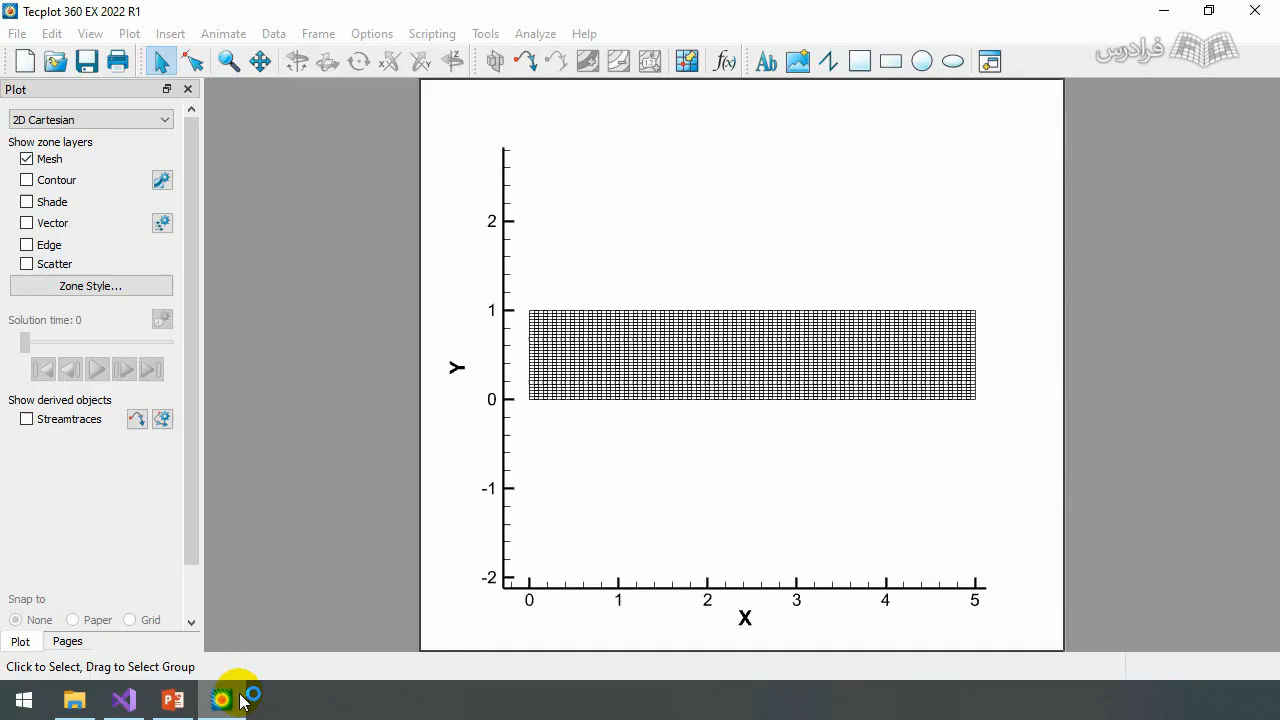 Tecplot 360 EX 2022 R1
File Edit View Plot Insert Animate Data Frame Options Scripting Tools Analyze Help
فرادرس
Plot
2D Cartesian
Show zone layers
Mesh
Contour
Shade
Vector
Edge
Scatter
Zone Style...
Solution time: 0
Show derived objects
Streamtraces
Snap to
None Paper Grid
Plot Pages
Click to Select, Drag to Select Group
2
1
0
-1
-2
Y
0 1 2 3 4 5
X